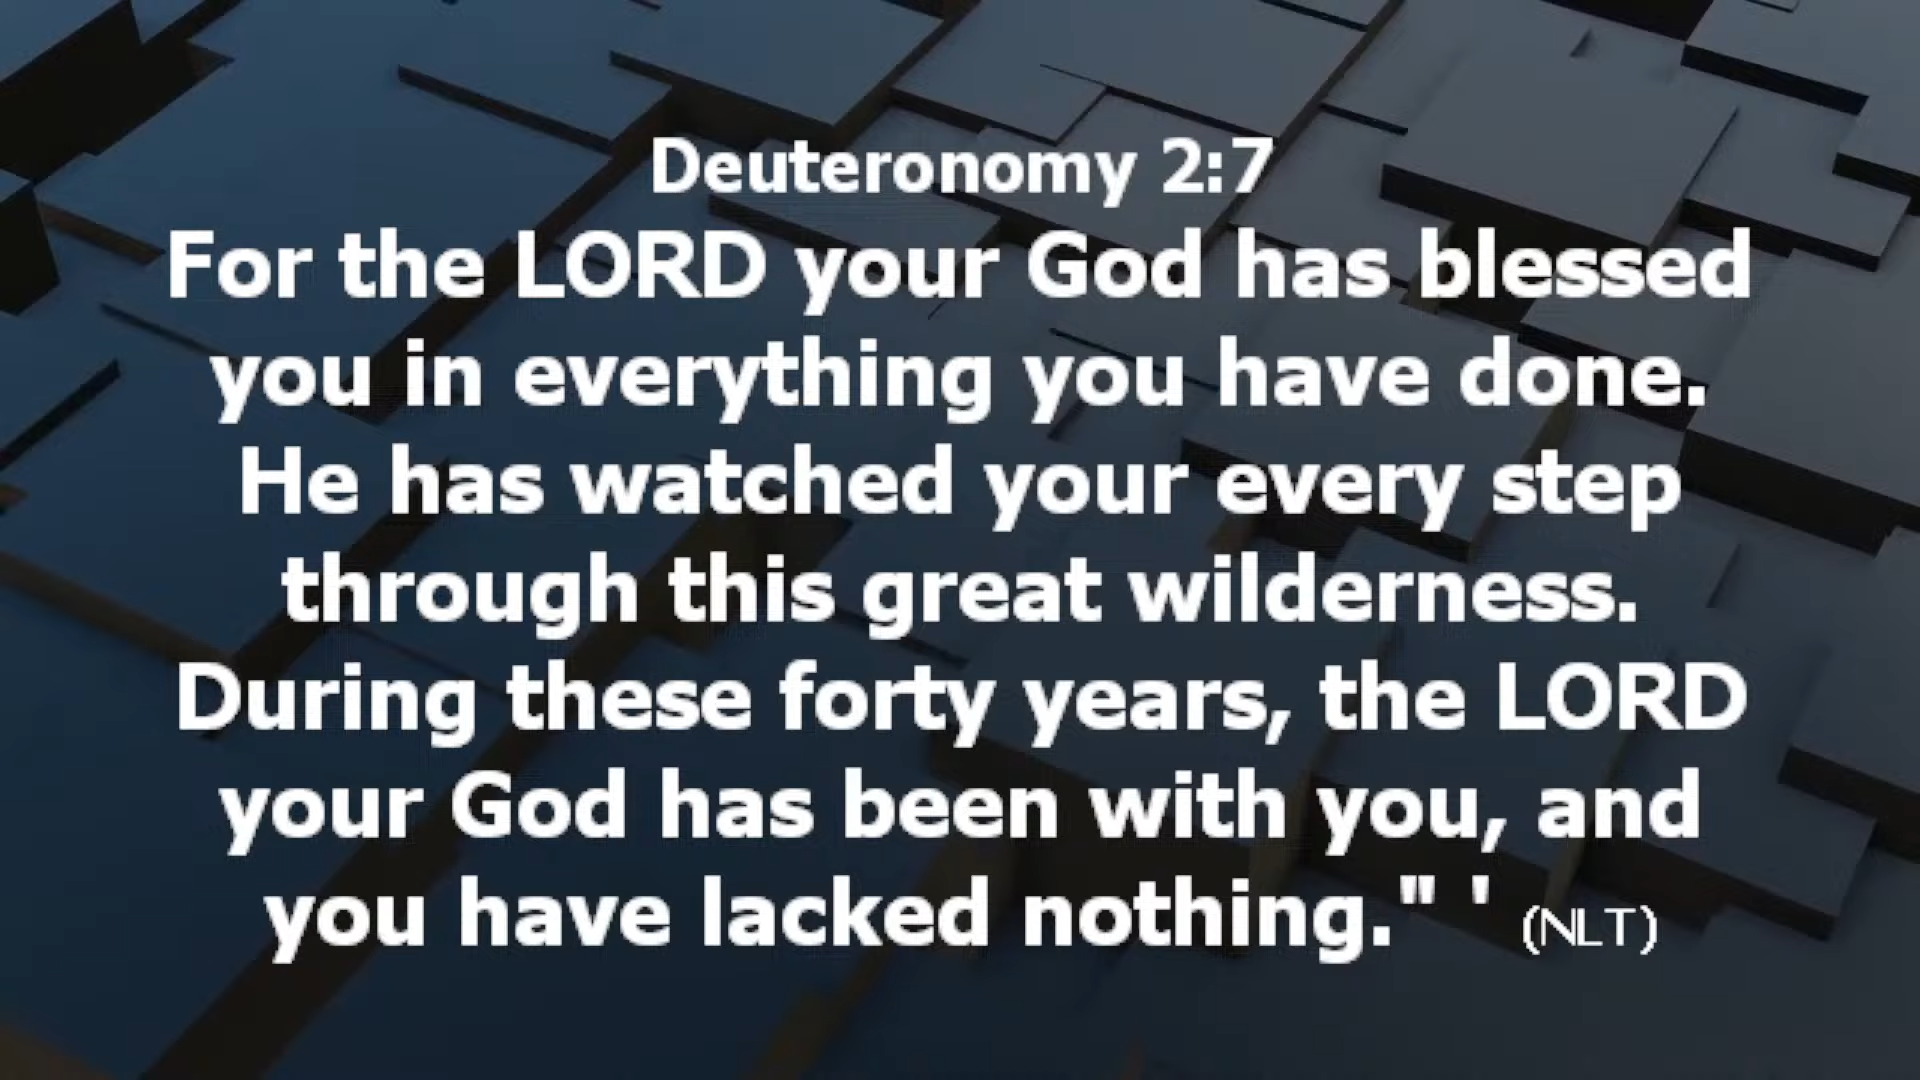 Deuteronomy 2:7
For the LORD your God has blessed
you in everything you have done.
He has watched your every step
through this great wilderness.
During these forty years, the LORD
your God has been with you, and
you have lacked nothing." ' (NLT)